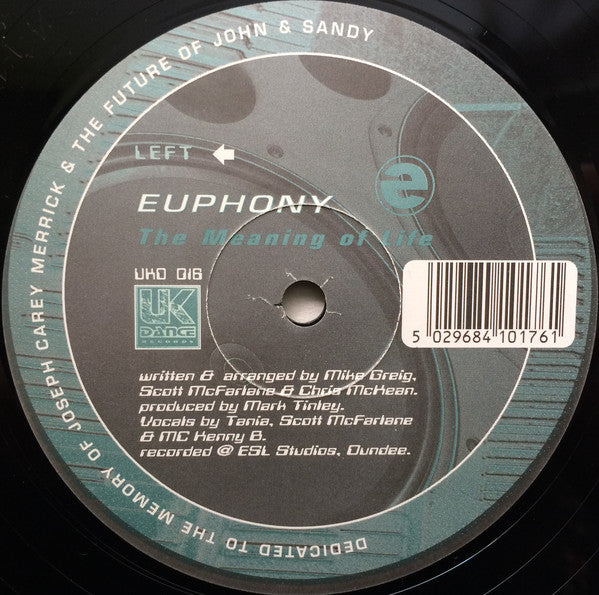 DEDICATED TO THE MEMORY OF JOSEPH CAREY MERRICK & THE FUTURE OF JOHN & SANDY
LEFT
e
EUPHONY
The Meaning of Life
UKD 016
UK
DANCE
RECORDS
5 029684 101761
written & arranged by Mike Greig,
Scott McFarlane & Chris McKean.
produced by Mark Tinley.
Vocals by Tania, Scott McFarlane
& MC Kenny B.
recorded @ ESL Studios, Dundee.